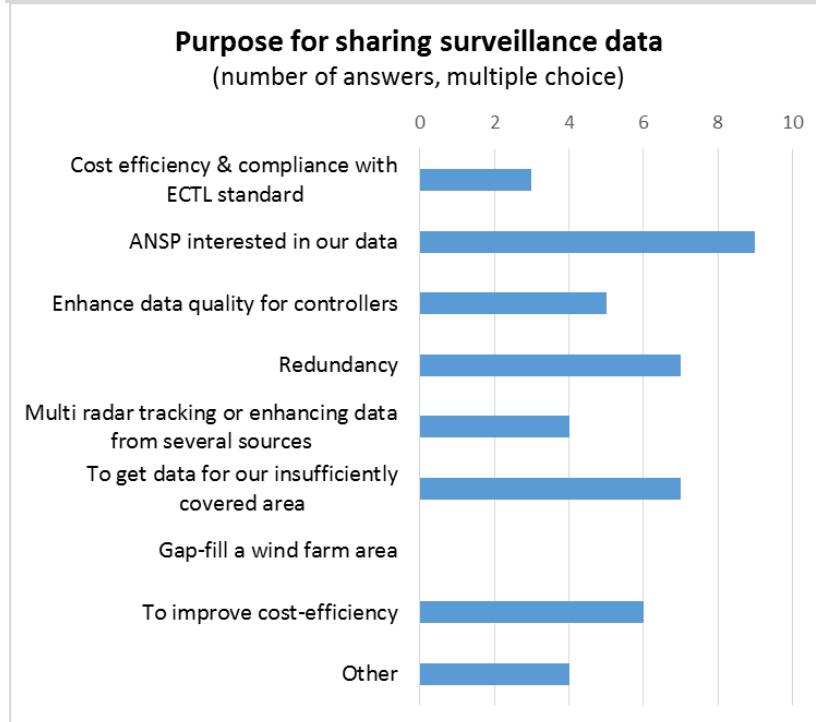 Purpose for sharing surveillance data
(number of answers, multiple choice)
0 2 4 6 8 10
Cost efficiency & compliance with
ECTL standard
ANSP interested in our data
Enhance data quality for controllers
Redundancy
Multi radar tracking or enhancing data
from several sources
To get data for our insufficiently
covered area
Gap-fill a wind farm area
To improve cost-efficiency
Other